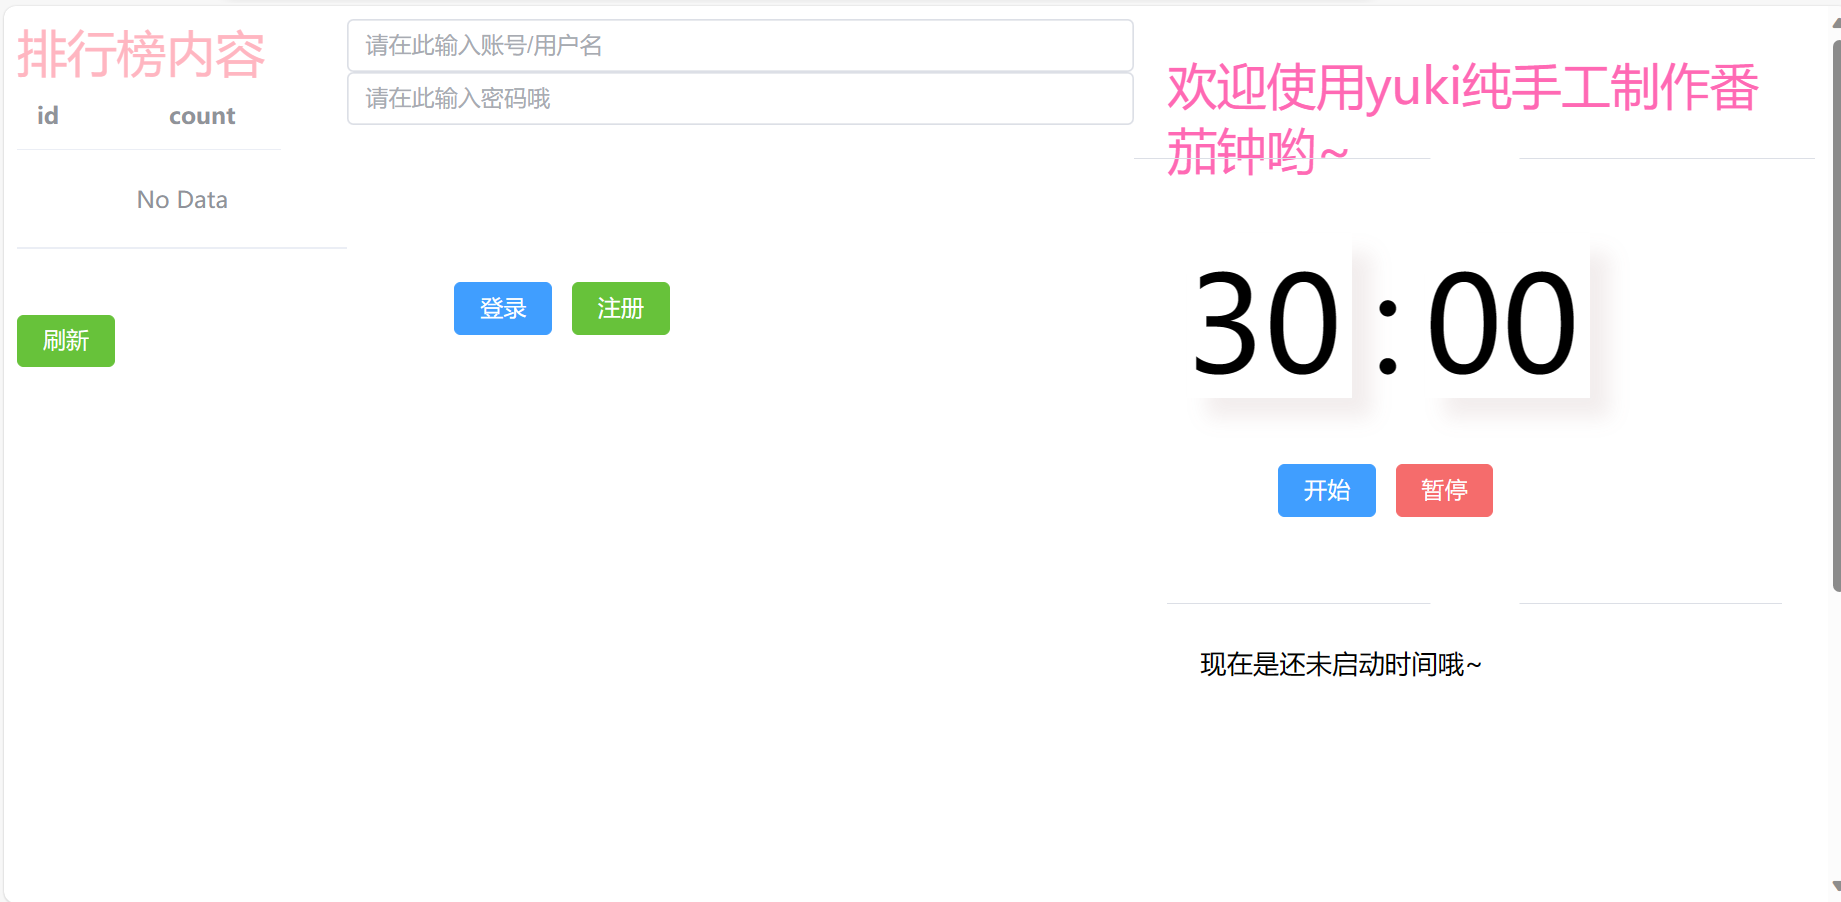 排行榜内容
id count
No Data
刷新
请在此输入账号/用户名
请在此输入密码哦
登录 注册
欢迎使用yuki纯手工制作番
茄钟哟~
30 : 00
开始 暂停
现在是还未启动时间哦~